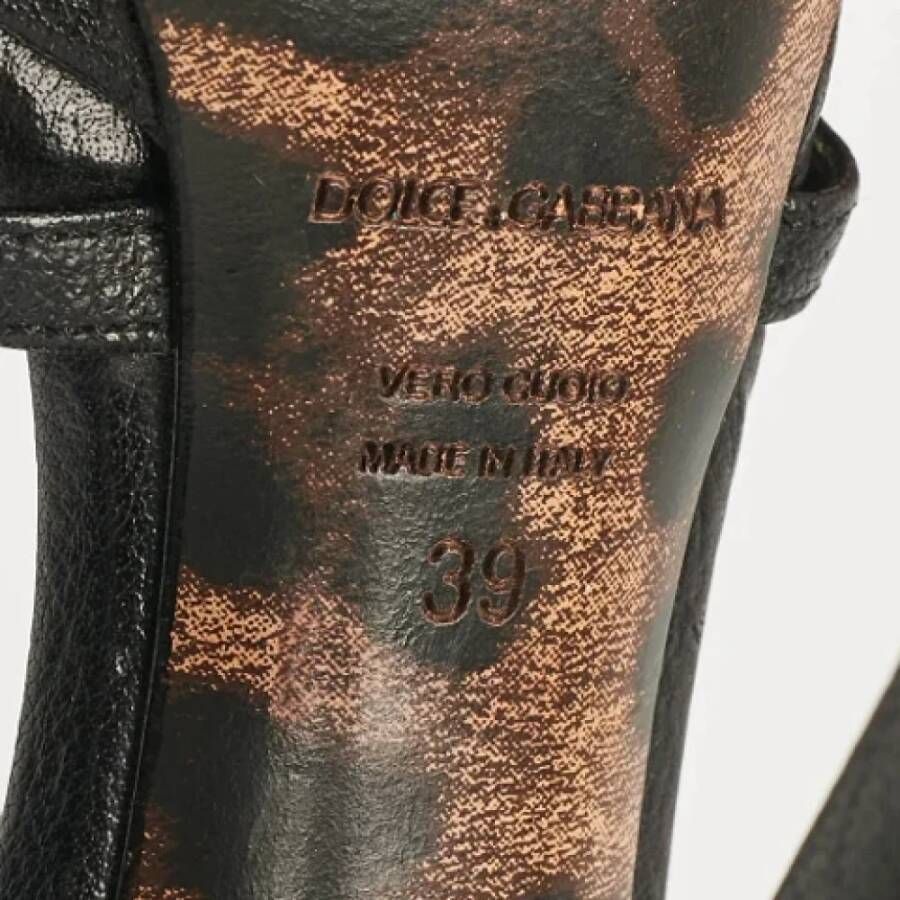 DOLCE & GABBANA
VERO CUOIO
MADE IN ITALY
39